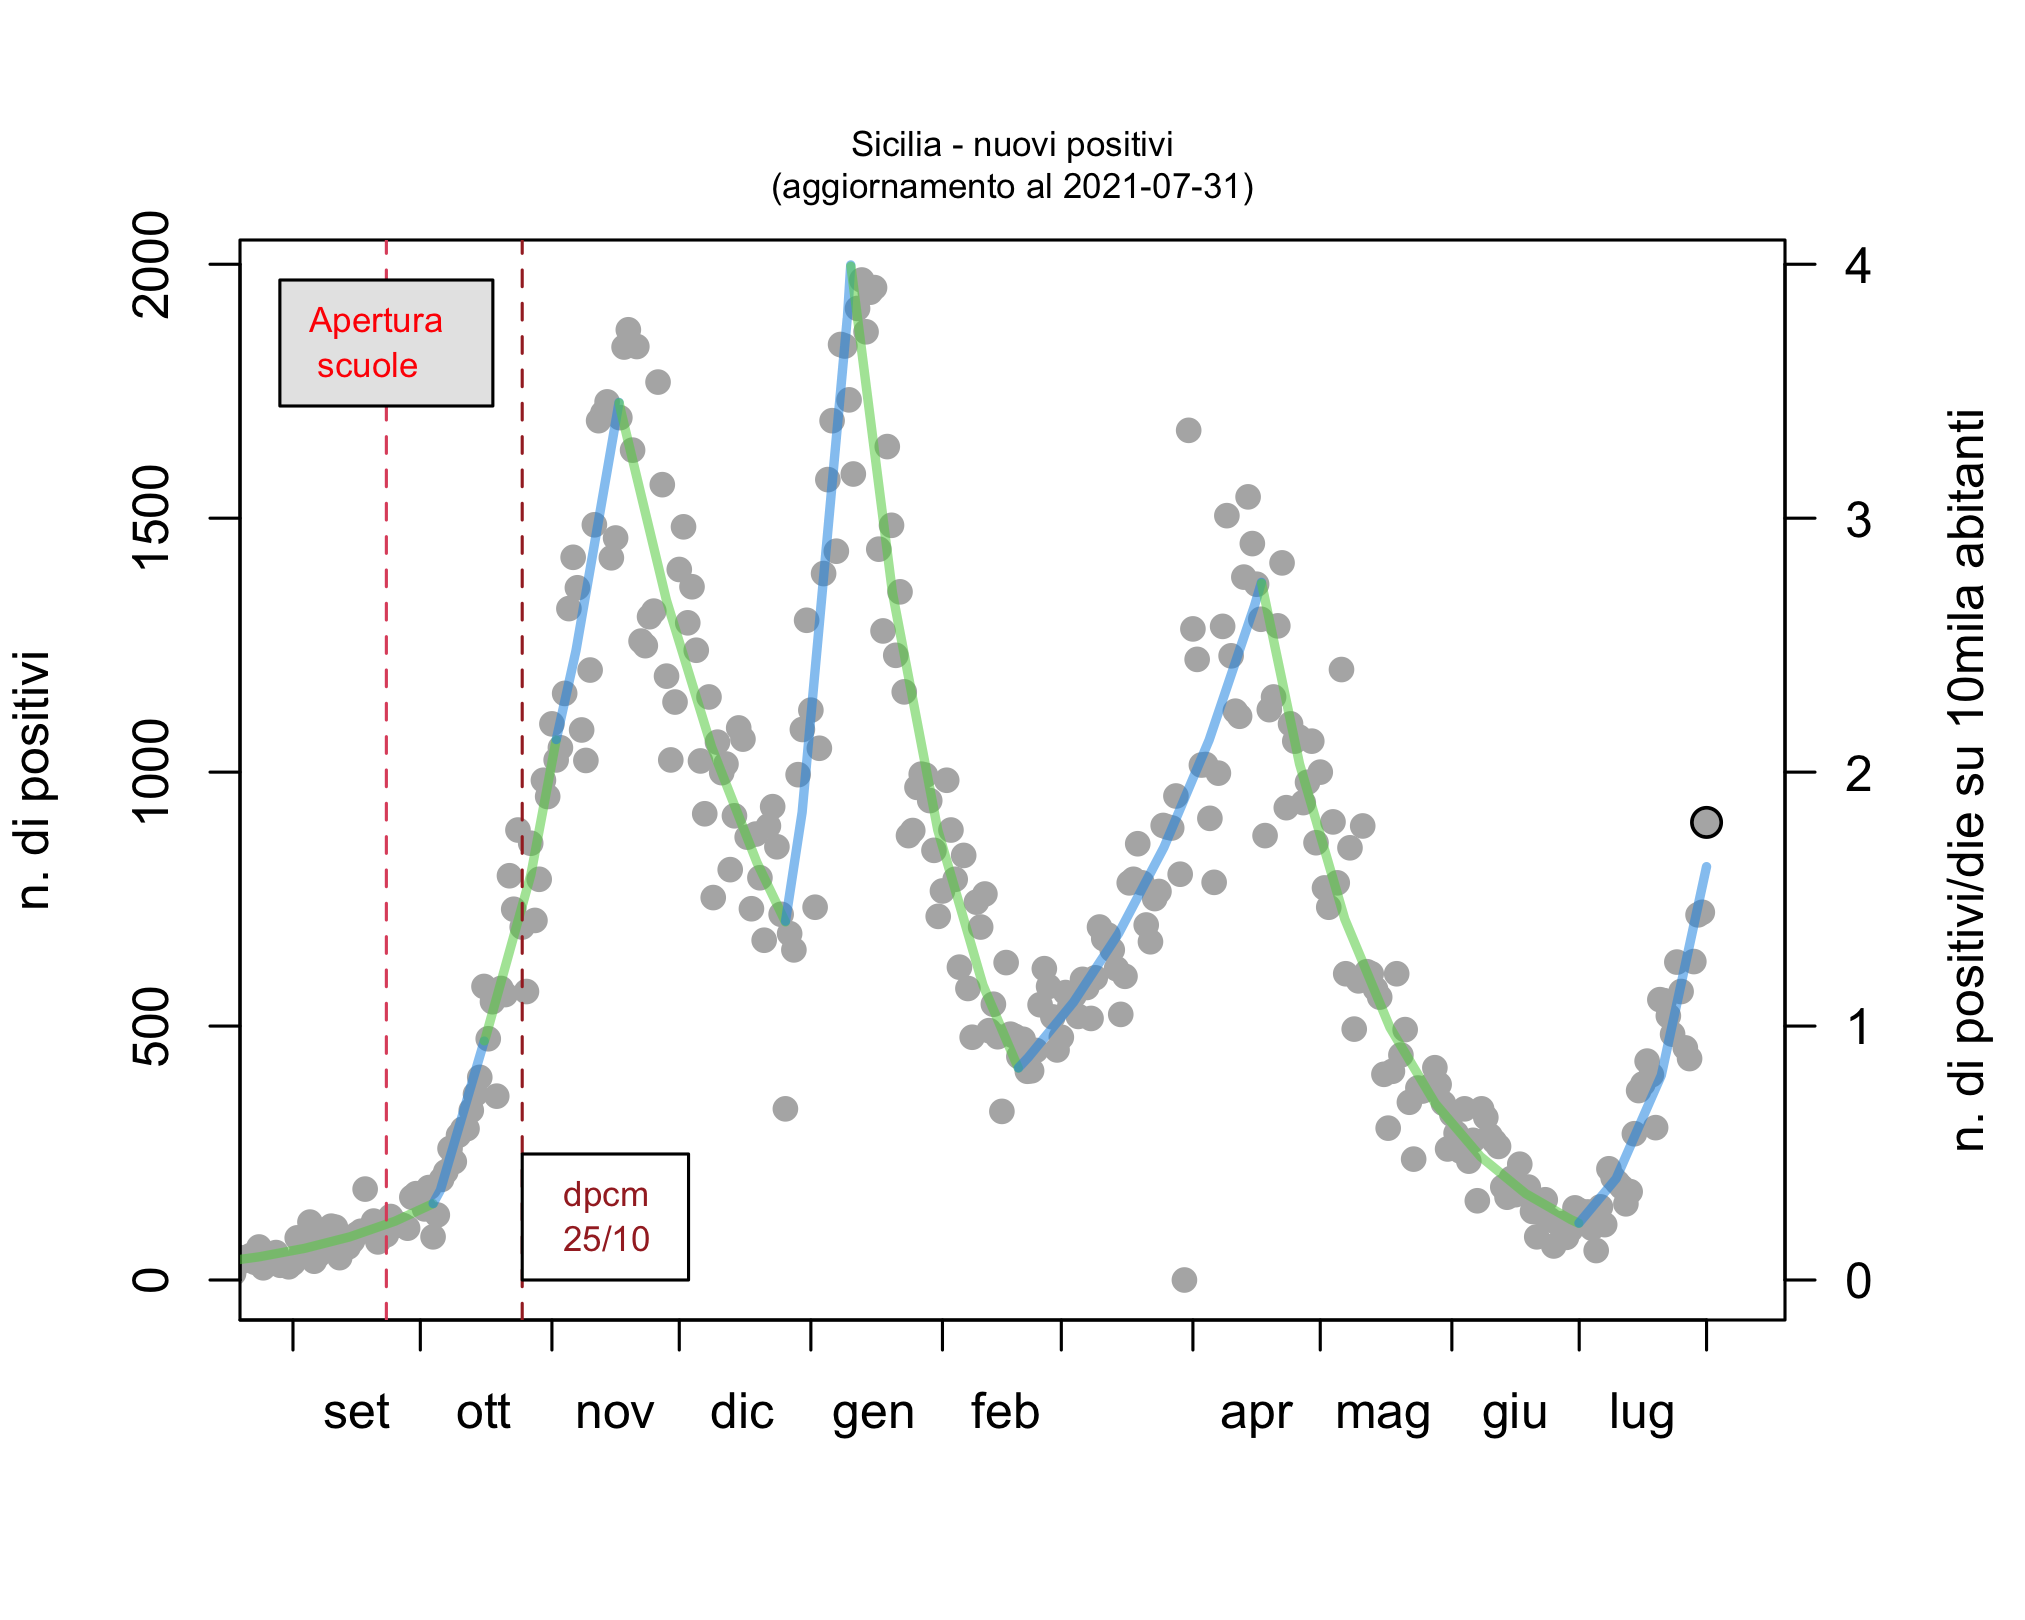 Sicilia - nuovi positivi
(aggiornamento al 2021-07-31)
2000
1500
1000
500
0
n. di positivi
Apertura
scuole
dpcm
25/10
4
3
2
1
0
n. di positivi/die su 10mila abitanti
set ott nov dic gen feb apr mag giu lug